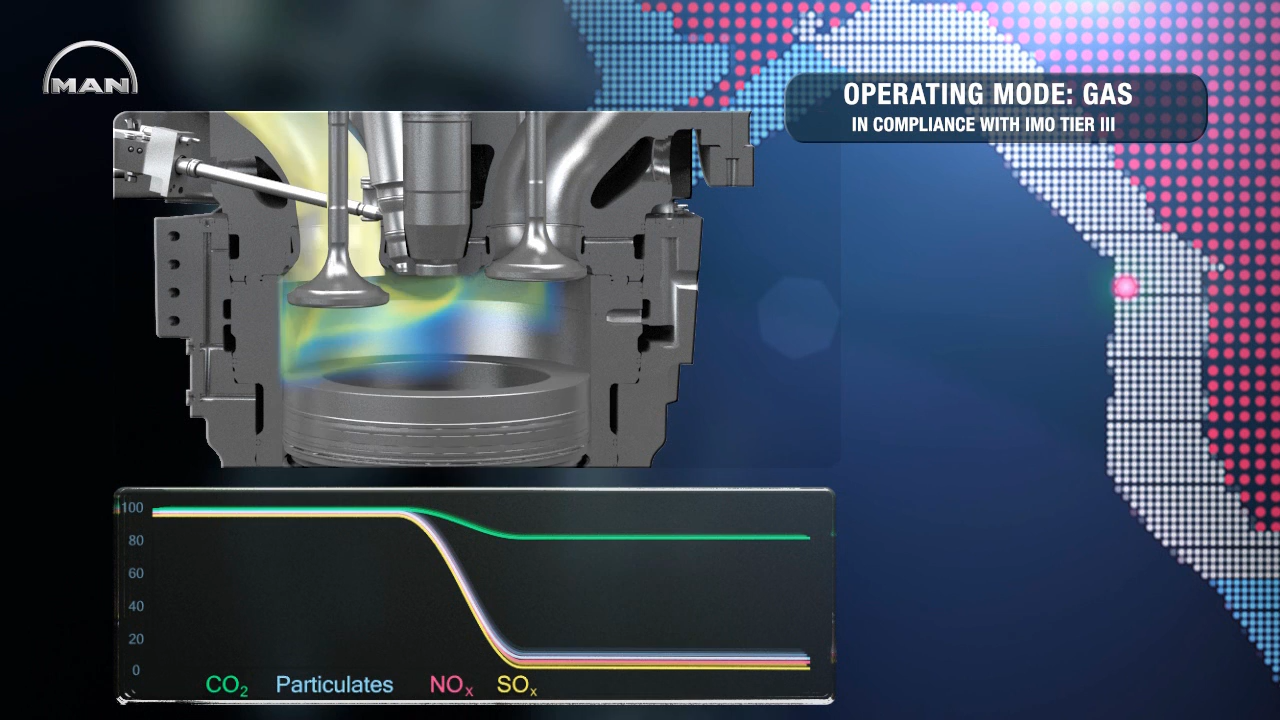 MAN
OPERATING MODE: GAS
IN COMPLIANCE WITH IMO TIER III
100
80
60
40
20
0
CO₂ Particulates NOₓ SOₓ